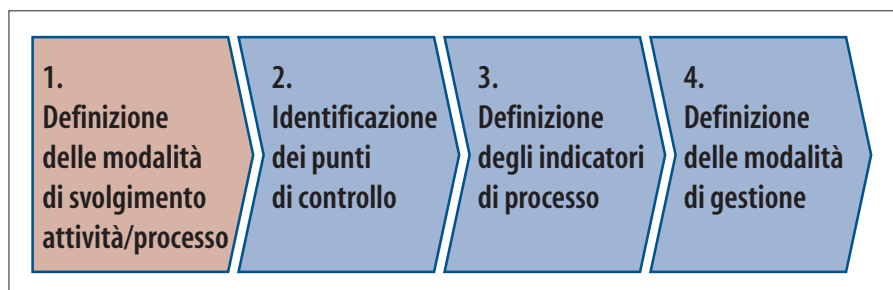 1.
Definizione
delle modalità
di svolgimento
attività/processo
2.
Identificazione
dei punti
di controllo
3.
Definizione
degli indicatori
di processo
4.
Definizione
delle modalità
di gestione